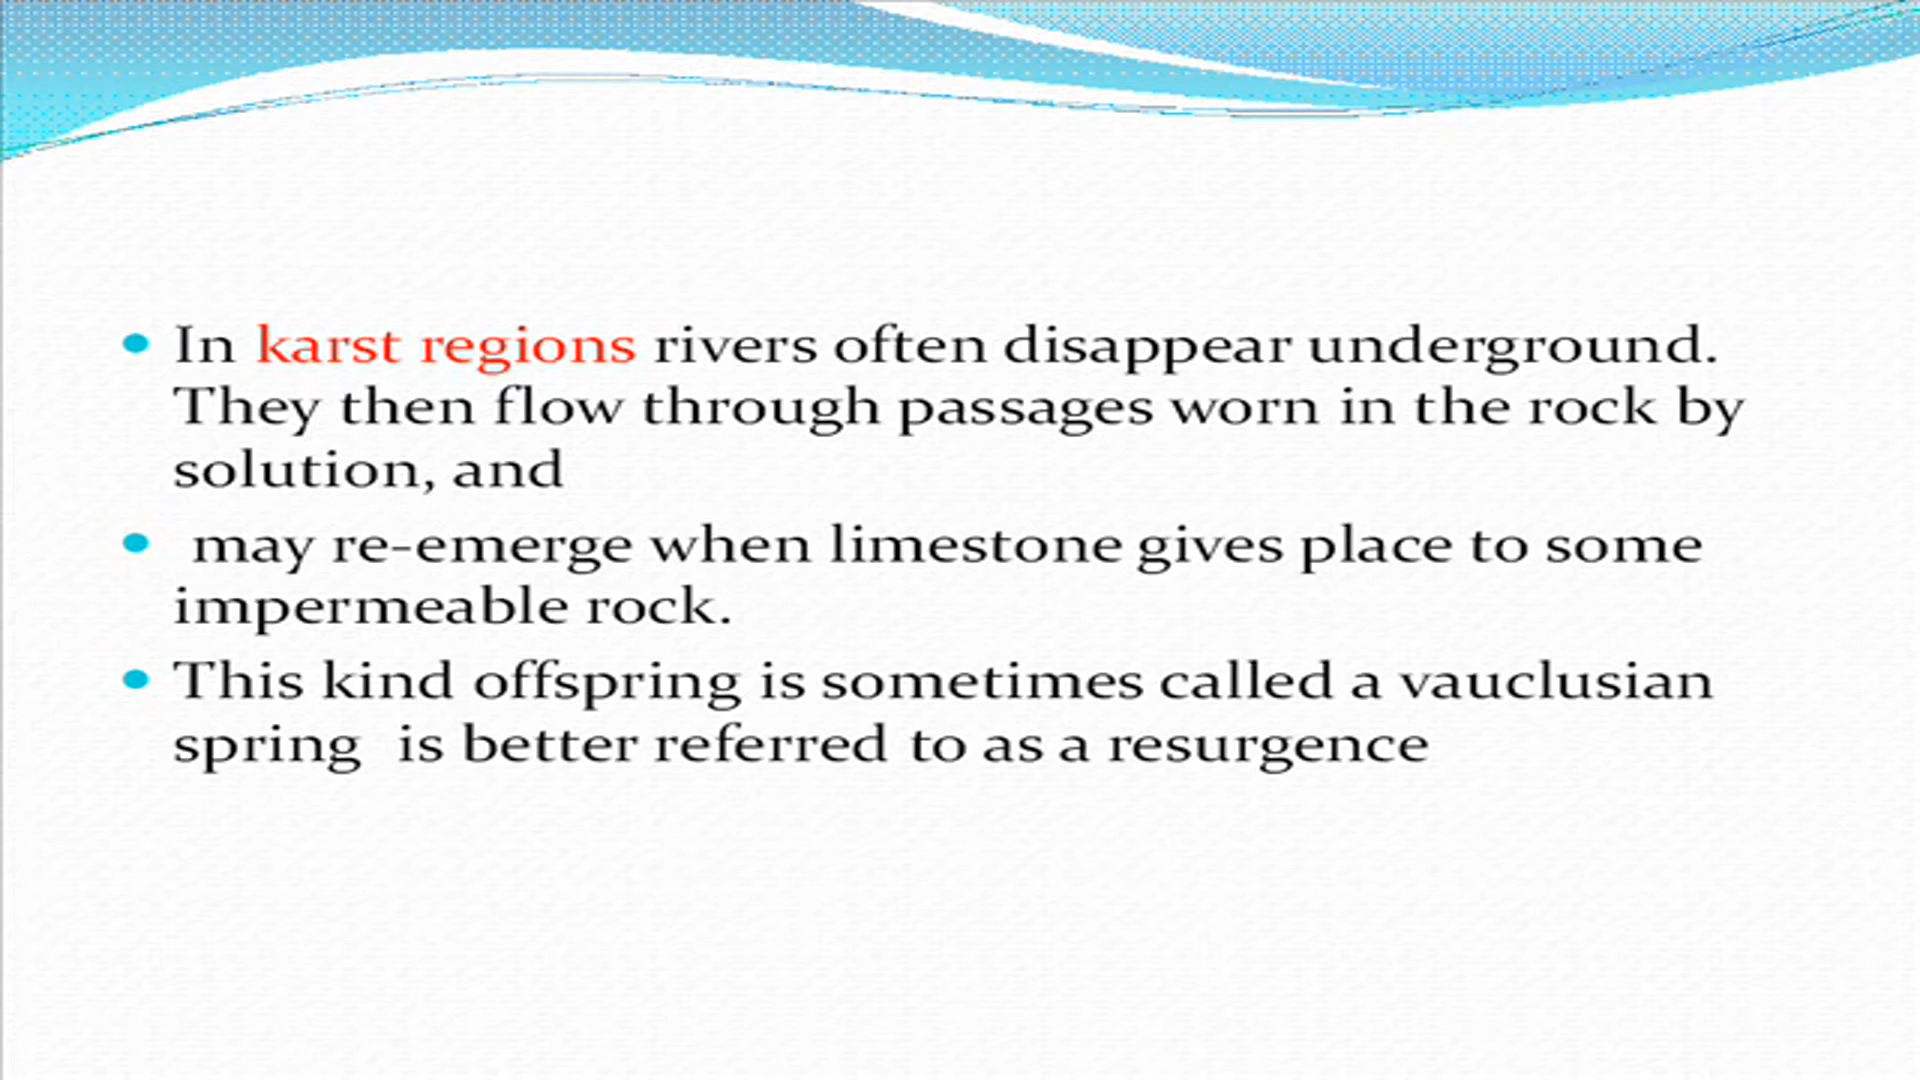 In karst regions rivers often disappear underground.
They then flow through passages worn in the rock by
solution, and
may re-emerge when limestone gives place to some
impermeable rock.
This kind offspring is sometimes called a vauclusian
spring is better referred to as a resurgence